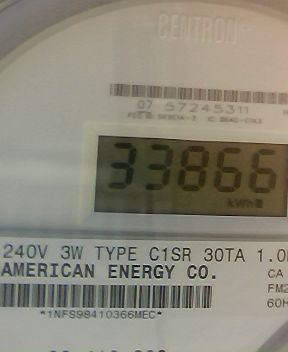 CENTRON
07 57245311
33866
kWh
240V 3W TYPE C1SR 30TA 1.0
AMERICAN ENERGY CO.
CA
FM2
60H
*1NFS98410366MEC*